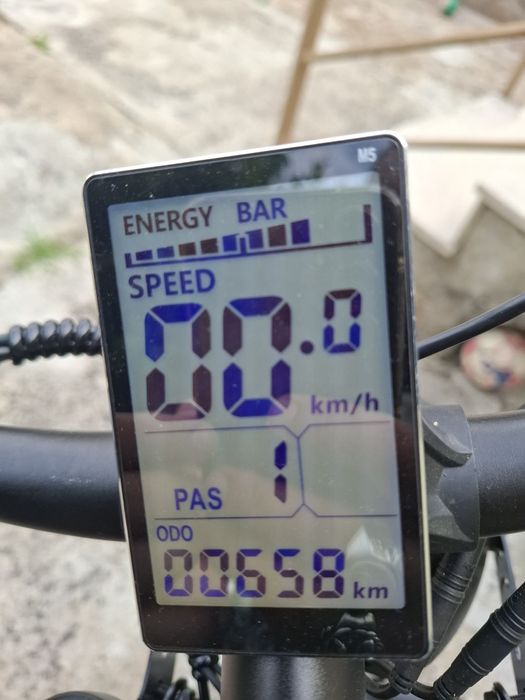 M5
ENERGY BAR
SPEED
00.0
km/h
1
PAS
ODO
00658 km